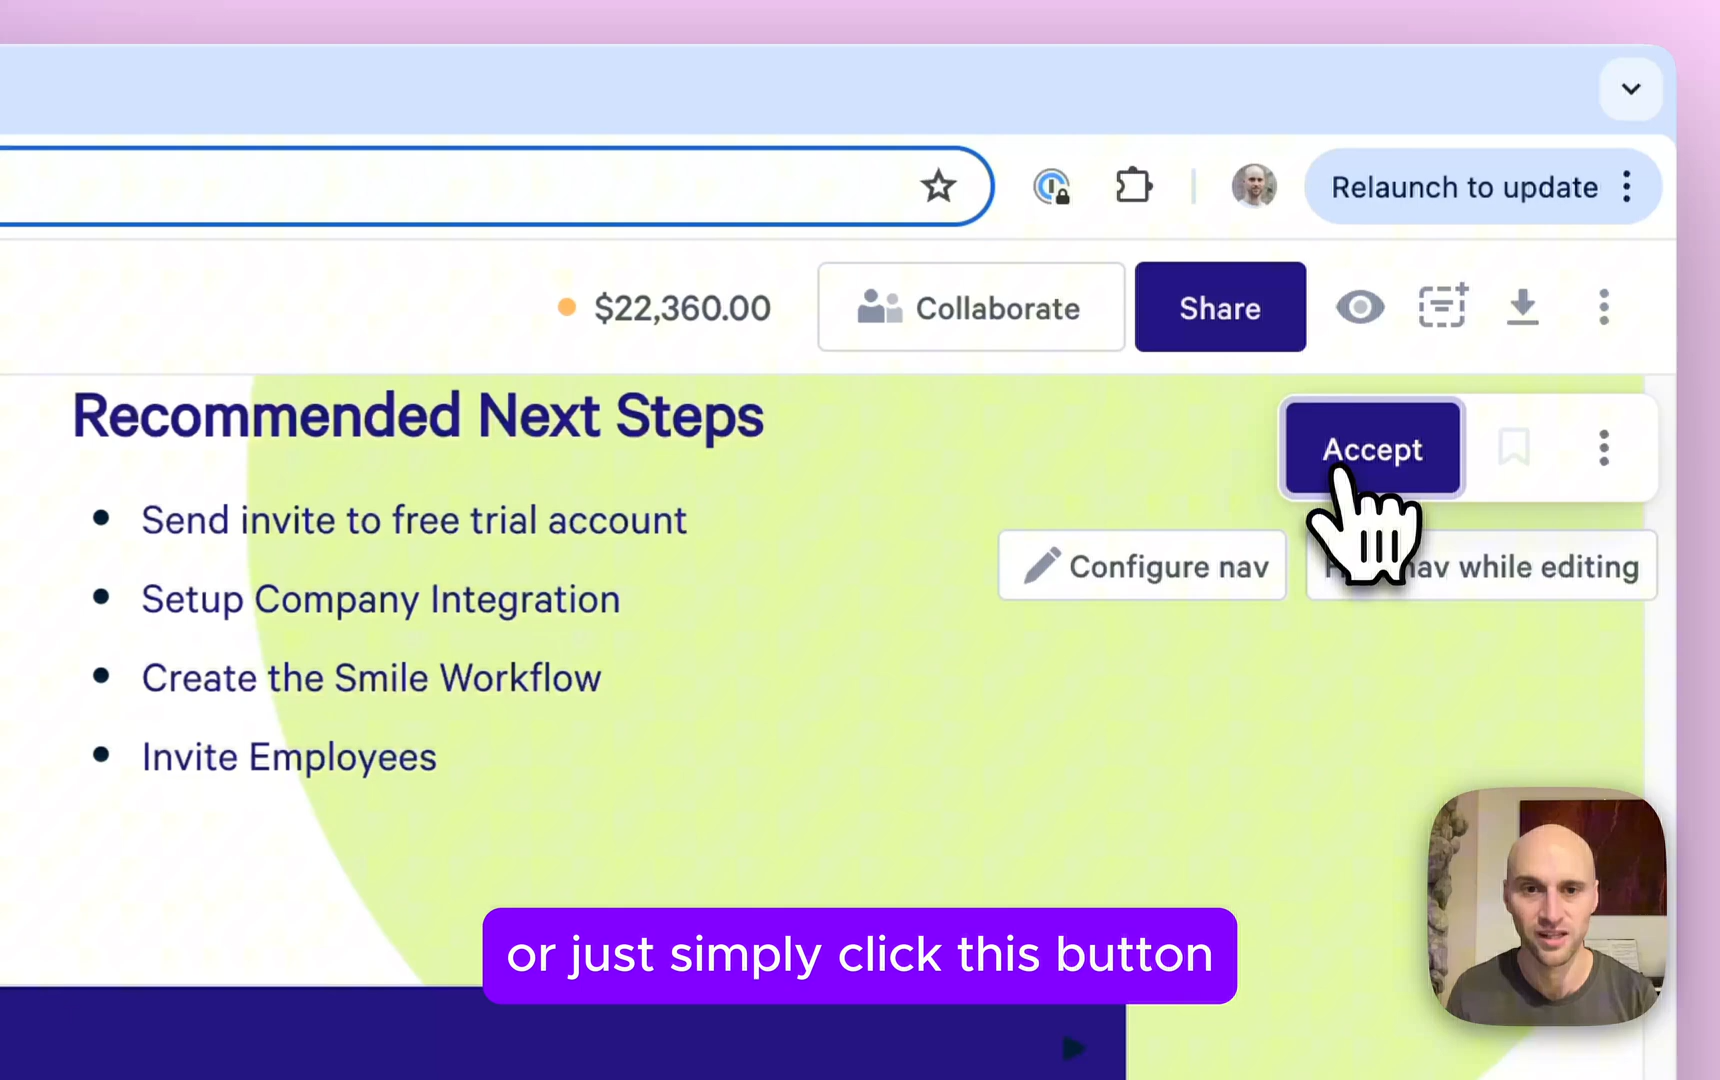 Relaunch to update
$22,360.00
Collaborate
Share
Recommended Next Steps
Accept
• Send invite to free trial account
Configure nav
nav while editing
• Setup Company Integration
• Create the Smile Workflow
• Invite Employees
or just simply click this button